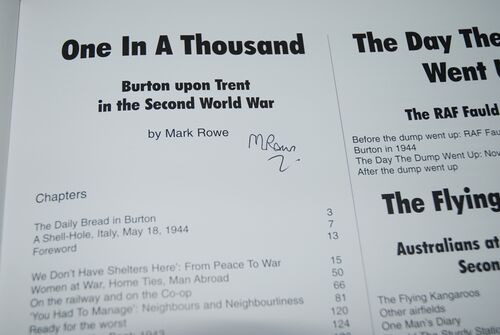 One In A Thousand
Burton upon Trent
in the Second World War
by Mark Rowe
Chapters
The Daily Bread in Burton 3
A Shell-Hole, Italy, May 18, 1944 7
Foreword 13
We Don't Have Shelters Here': From Peace To War 15
Women at War, Home Ties, Man Abroad 50
On the railway and on the Co-op 66
'You Had To Manage': Neighbours and Neighbourliness 81
Ready for the worst 120
1943 124
The Day The
Went
The RAF Fauld
Before the dump went up: RAF Fau
Burton in 1944
The Day The Dump Went Up: Nov
After the dump went up
The Flying
Australians at
Secon
The Flying Kangaroos
Other airfields
One Man's Diary